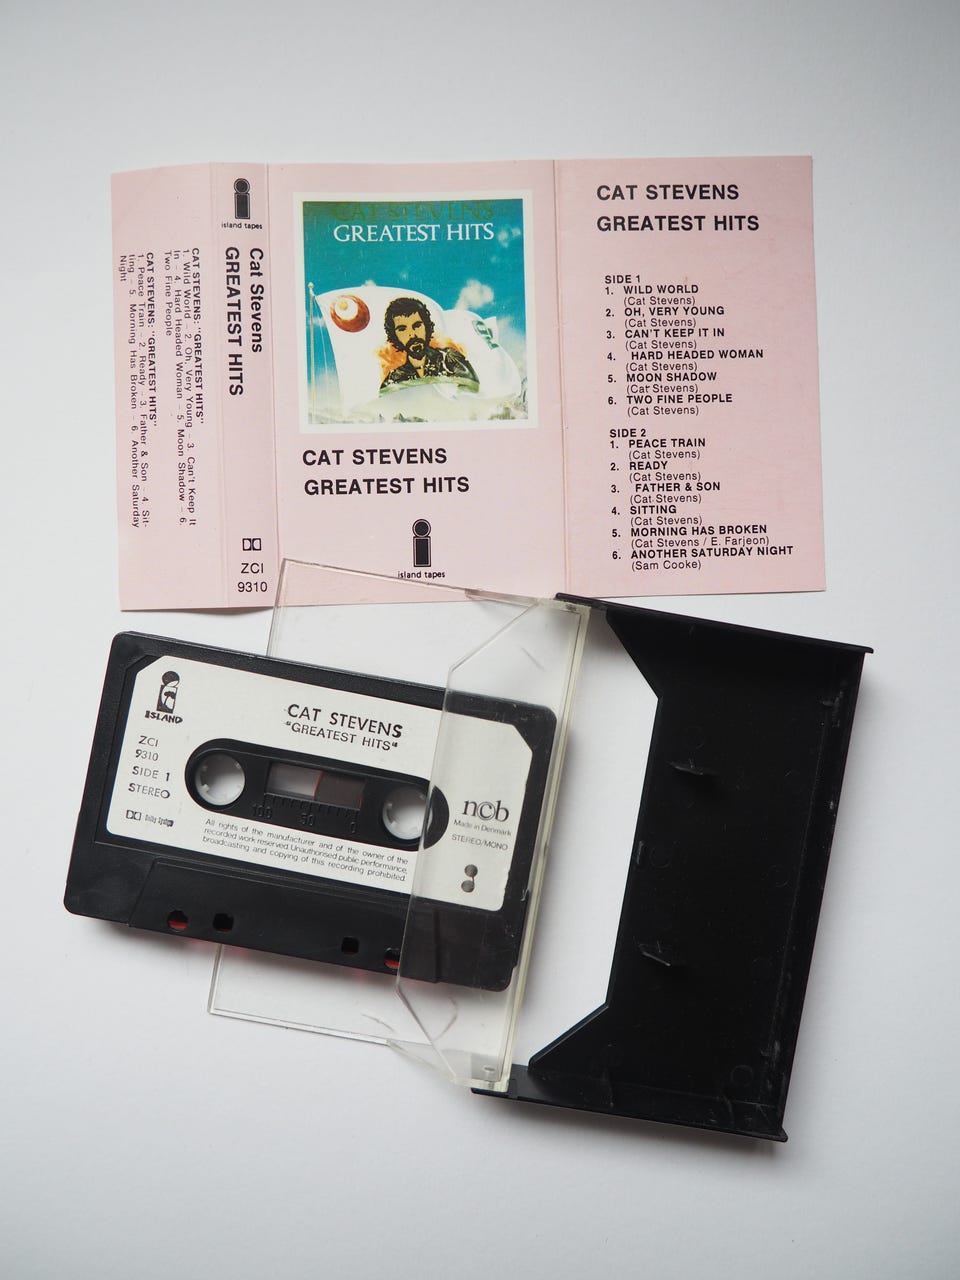 CAT STEVENS: "GREATEST HITS"
1. Wild World – 2. Oh, Very Young – 3. Can't Keep It
In – 4. Hard Headed Woman – 5. Moon Shadow – 6.
Two Fine People
CAT STEVENS: "GREATEST HITS"
1. Peace Train – 2. Ready – 3. Father & Son – 4. Sit-
ting – 5. Morning Has Broken – 6. Another Saturday
Night
island tapes
Cat Stevens
GREATEST HITS
ZCI
9310
CAT STEVENS
GREATEST HITS
CAT STEVENS
GREATEST HITS
island tapes
CAT STEVENS
GREATEST HITS
SIDE 1
1. WILD WORLD
(Cat Stevens)
2. OH, VERY YOUNG
(Cat Stevens)
3. CAN'T KEEP IT IN
(Cat Stevens)
4. HARD HEADED WOMAN
(Cat Stevens)
5. MOON SHADOW
(Cat Stevens)
6. TWO FINE PEOPLE
(Cat Stevens)
SIDE 2
1. PEACE TRAIN
(Cat Stevens)
2. READY
(Cat Stevens)
3. FATHER & SON
(Cat Stevens)
4. SITTING
(Cat Stevens)
5. MORNING HAS BROKEN
(Cat Stevens / E. Farjeon)
6. ANOTHER SATURDAY NIGHT
(Sam Cooke)
ISLAND
ZCI
9310
SIDE 1
STEREO
Dolby System
CAT STEVENS
"GREATEST HITS"
100 50 0
ncb
Made in Denmark
STEREO/MONO
All rights of the manufacturer and of the owner of the
recorded work reserved. Unauthorised public performance,
broadcasting and copying of this recording prohibited.